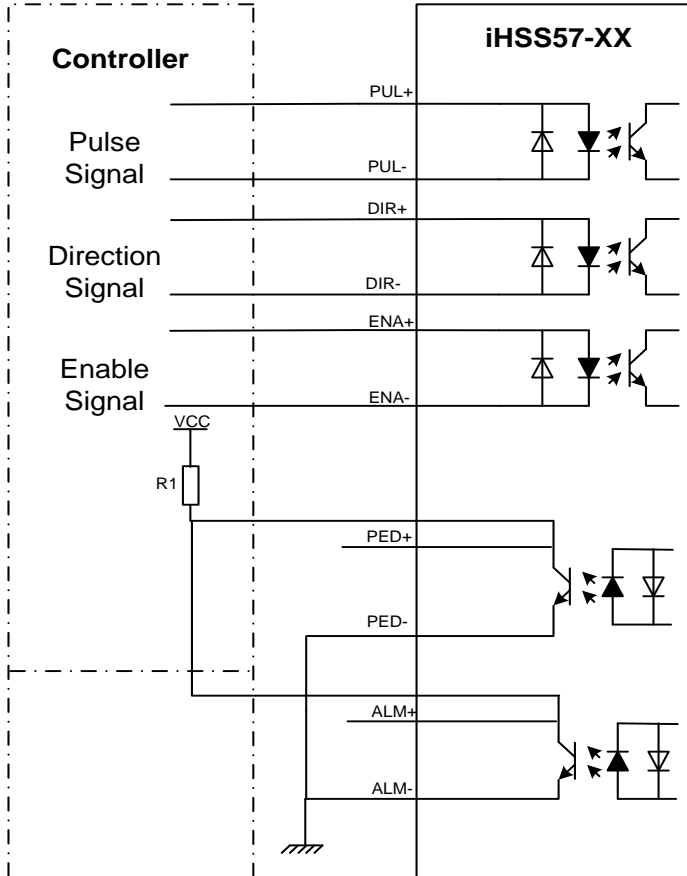 Controller
iHSS57-XX
PUL+
Pulse
Signal
PUL-
DIR+
Direction
Signal
DIR-
ENA+
Enable
Signal
ENA-
VCC
R1
PED+
PED-
ALM+
ALM-